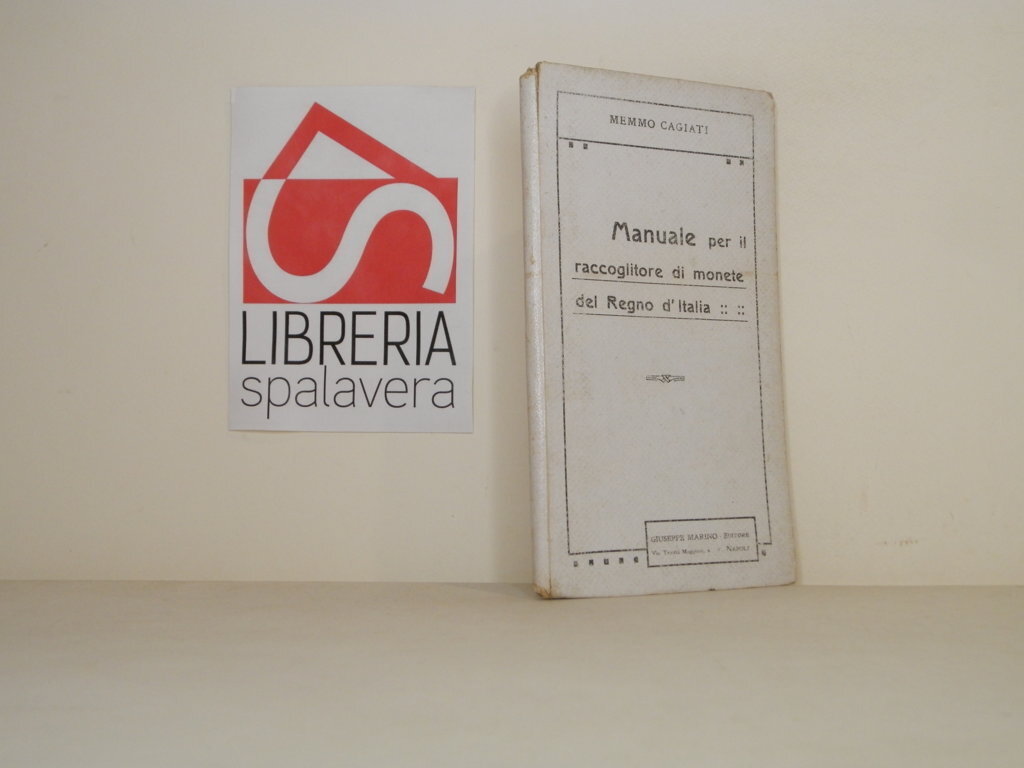 LIBRERIA
spalavera
MEMMO CAGIATI
Manuale per il
raccoglitore di monete
del Regno d'Italia :: ::
GIUSEPPE MARINO - EDITORE
NAPOLI